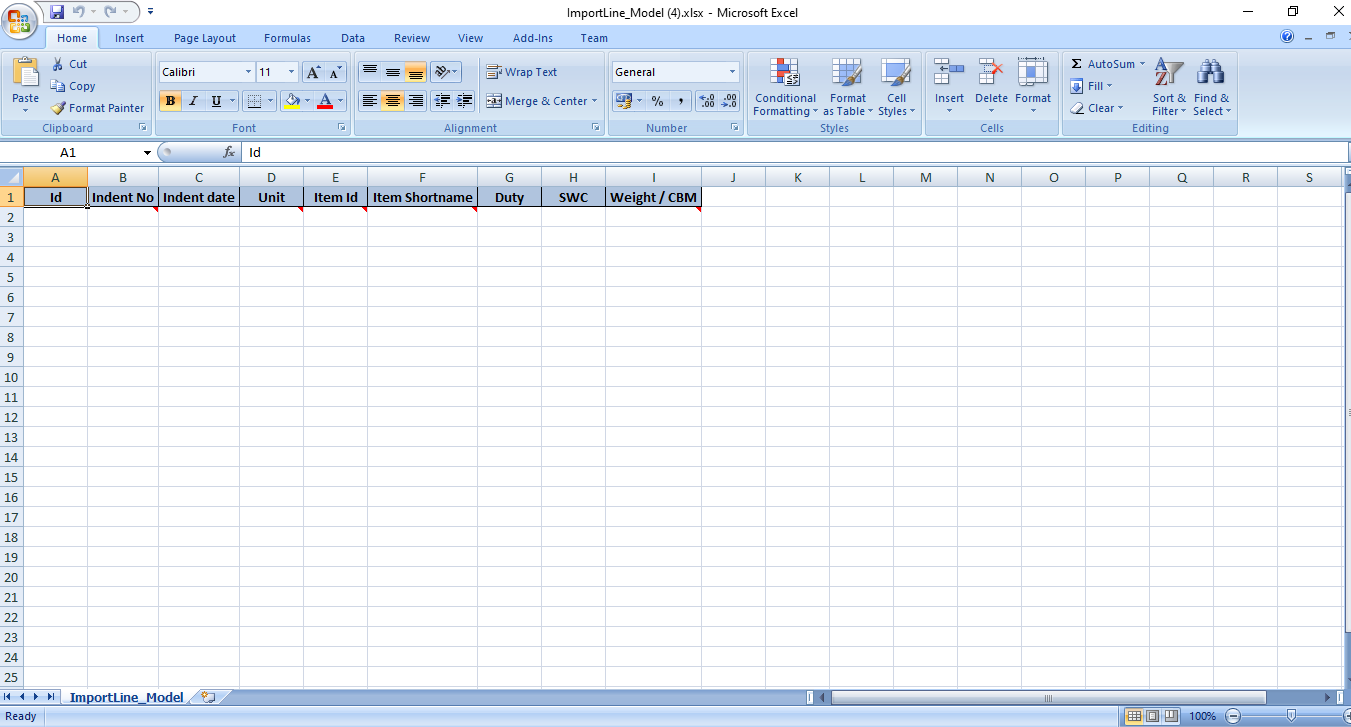 ImportLine_Model (4).xlsx - Microsoft Excel
Home Insert Page Layout Formulas Data Review View Add-Ins Team
Paste
Cut
Copy
Format Painter
Clipboard
Calibri 11 A A
B I U A
Font
Wrap Text
Merge & Center
Alignment
General
% , .00 .0
Number
Conditional Formatting
Format as Table
Cell Styles
Styles
Insert Delete Format
Cells
Σ AutoSum
Fill
Clear
Sort & Filter
Find & Select
Editing
A1 fx Id
A B C D E F G H I J K L M N O P Q R S
1 Id Indent No Indent date Unit Item Id Item Shortname Duty SWC Weight / CBM
2
3
4
5
6
7
8
9
10
11
12
13
14
15
16
17
18
19
20
21
22
23
24
25
ImportLine_Model
Ready 100%